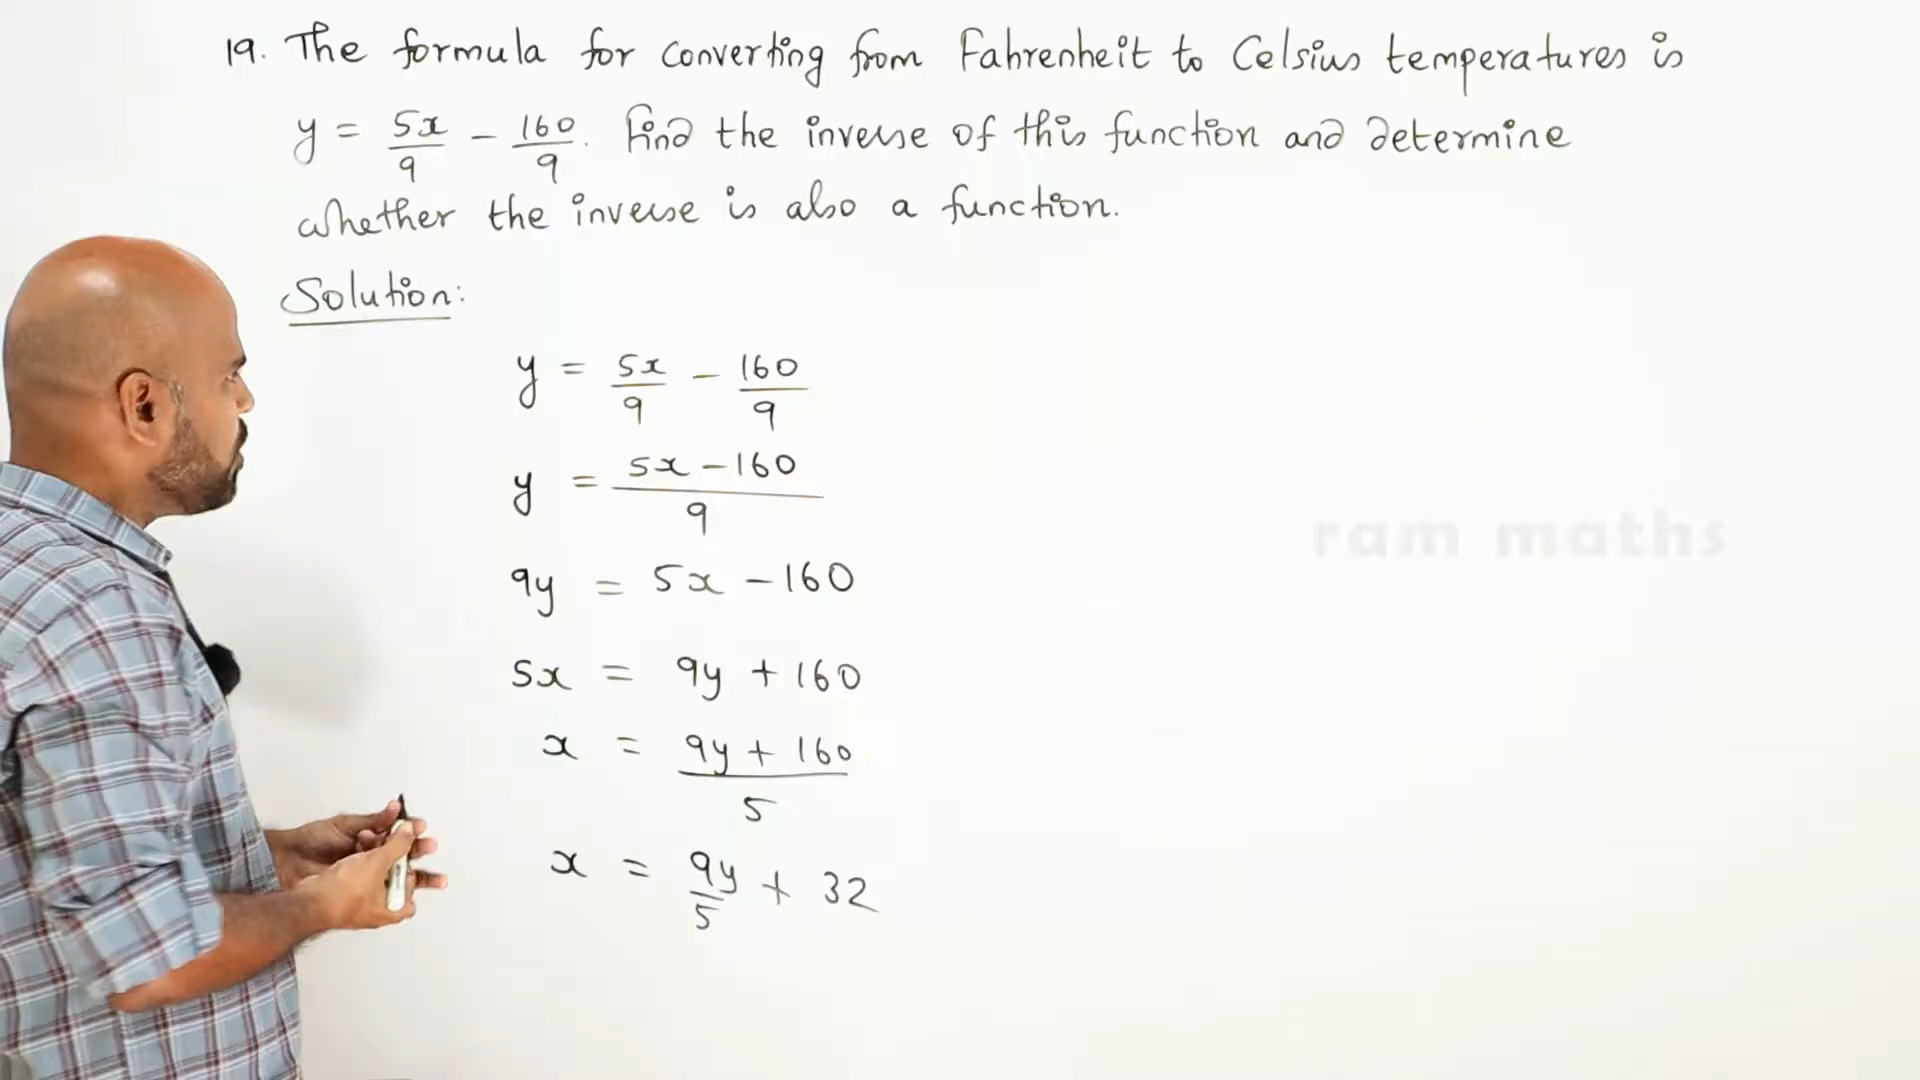 19. The formula for converting from Fahrenheit to Celsius temperatures is
y = 5x/9 - 160/9. Find the inverse of this function and determine
whether the inverse is also a function.
Solution:
y = 5x/9 - 160/9
y = (5x - 160)/9
9y = 5x - 160
ram maths
5x = 9y + 160
x = (9y + 160)/5
x = 9y/5 + 32